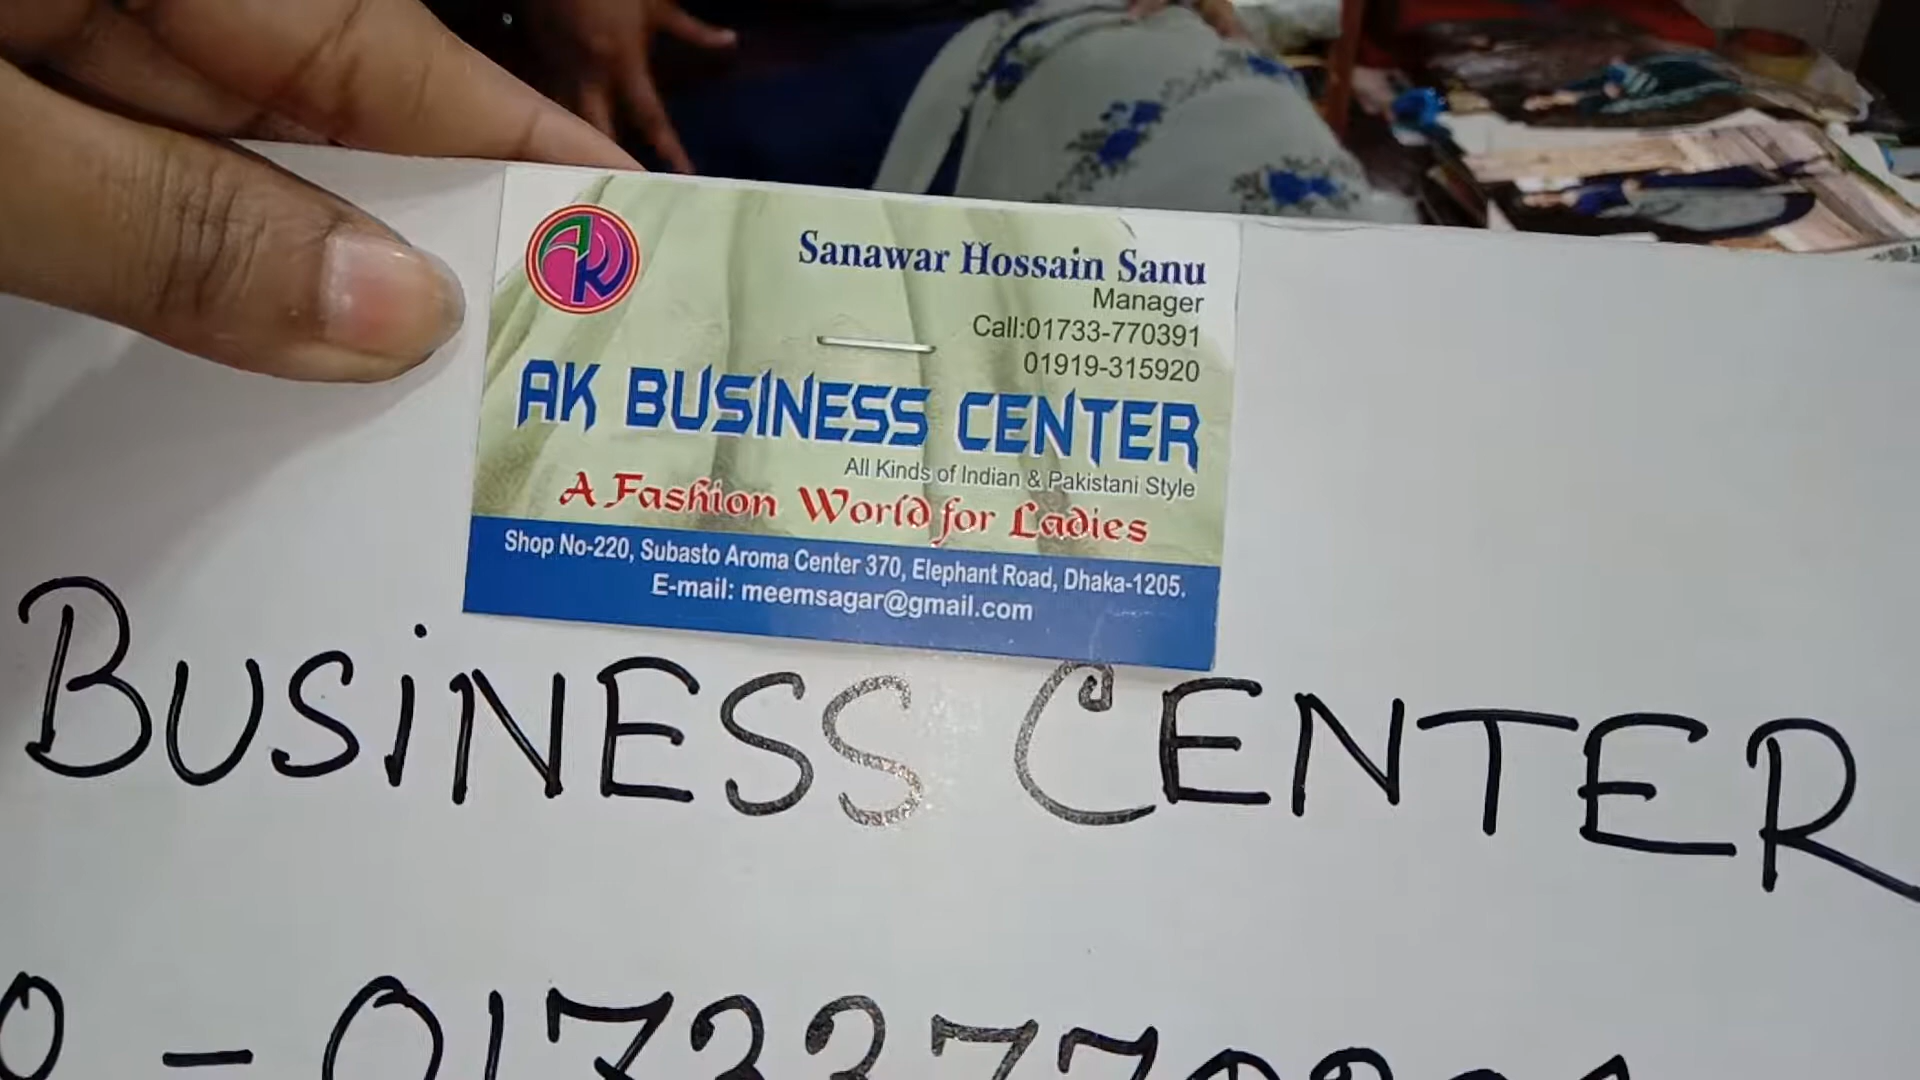 AK
Sanawar Hossain Sanu
Manager
Call:01733-770391
01919-315920
AK BUSINESS CENTER
All Kinds of Indian & Pakistani Style
A Fashion World for Ladies
Shop No-220, Subasto Aroma Center 370, Elephant Road, Dhaka-1205.
E-mail: meemsagar@gmail.com
BUSiNESS CENTER